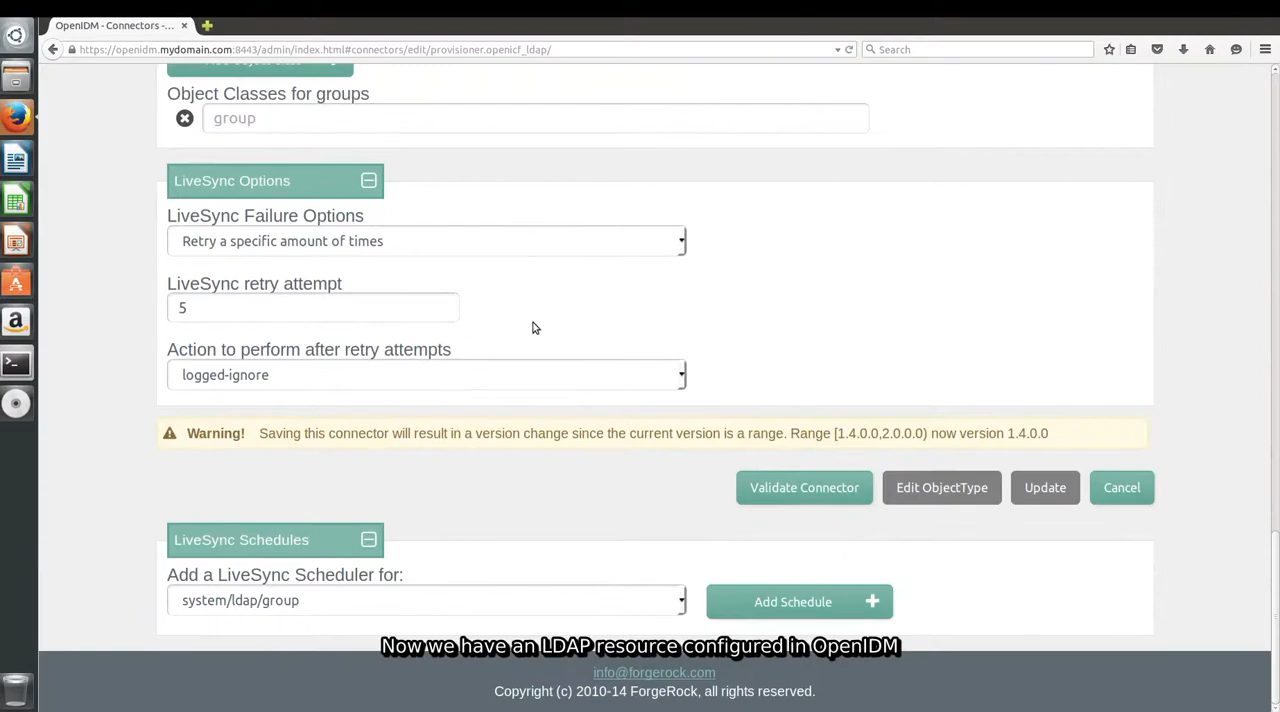 OpenIDM - Connectors -...
https://openidm.mydomain.com:8443/admin/index.html#connectors/edit/provisioner.openicf_ldap/
Search
Object Classes for groups
group
LiveSync Options
LiveSync Failure Options
Retry a specific amount of times
LiveSync retry attempt
5
Action to perform after retry attempts
logged-ignore
Warning! Saving this connector will result in a version change since the current version is a range. Range [1.4.0.0,2.0.0.0) now version 1.4.0.0
Validate Connector Edit ObjectType Update Cancel
LiveSync Schedules
Add a LiveSync Scheduler for:
system/ldap/group
Add Schedule
Now we have an LDAP resource configured in OpenIDM
info@forgerock.com
Copyright (c) 2010-14 ForgeRock, all rights reserved.